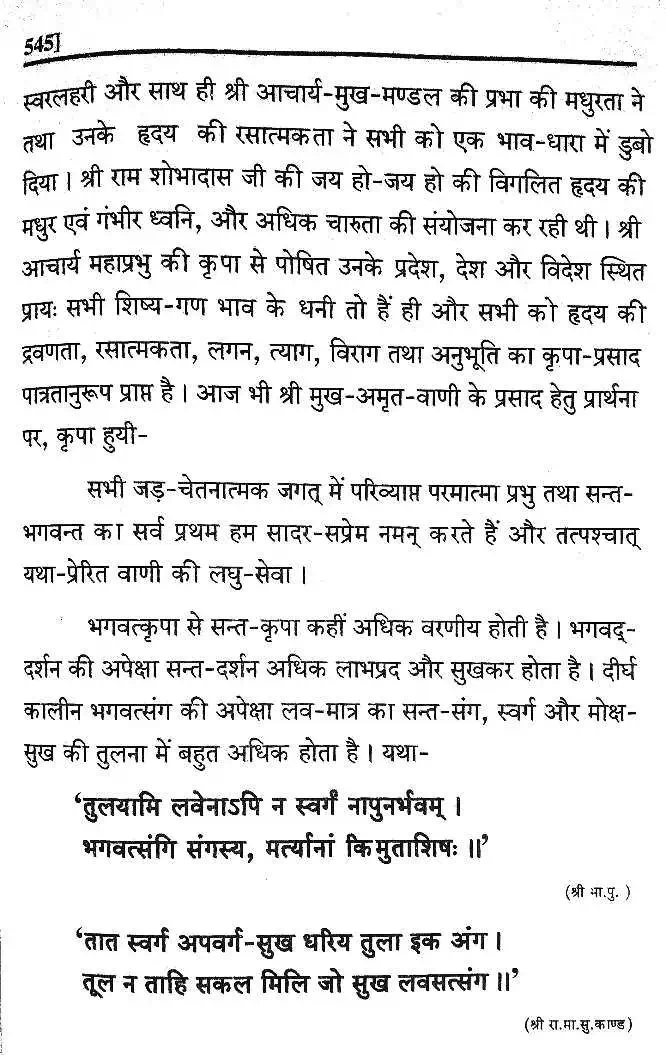 545]
स्वरलहरी और साथ ही श्री आचार्य-मुख-मण्डल की प्रभा की मधुरता ने
तथा उनके हृदय की रसात्मकता ने सभी को एक भाव-धारा में डुबो
दिया। श्री राम शोभादास जी की जय हो-जय हो की विगलित हृदय की
मधुर एवं गंभीर ध्वनि, और अधिक चारुता की संयोजना कर रही थी। श्री
आचार्य महाप्रभु की कृपा से पोषित उनके प्रदेश, देश और विदेश स्थित
प्रायः सभी शिष्य-गण भाव के धनी तो हैं ही और सभी को हृदय की
द्रवणता, रसात्मकता, लगन, त्याग, विराग तथा अनुभूति का कृपा-प्रसाद
पात्रतानुरूप प्राप्त है। आज भी श्री मुख-अमृत-वाणी के प्रसाद हेतु प्रार्थना
पर, कृपा हुयी-
सभी जड़-चेतनात्मक जगत् में परिव्याप्त परमात्मा प्रभु तथा सन्त-
भगवन्त का सर्व प्रथम हम सादर-सप्रेम नमन् करते हैं और तत्पश्चात्
यथा-प्रेरित वाणी की लघु-सेवा।
भगवत्कृपा से सन्त-कृपा कहीं अधिक वरणीय होती है। भगवद्-
दर्शन की अपेक्षा सन्त-दर्शन अधिक लाभप्रद और सुखकर होता है। दीर्घ
कालीन भगवत्संग की अपेक्षा लव-मात्र का सन्त-संग, स्वर्ग और मोक्ष-
सुख की तुलना में बहुत अधिक होता है। यथा-
‘तुलयामि लवेनाऽपि न स्वर्गं नापुनर्भवम्।
भगवत्संगि संगस्य, मर्त्यानां किमुताशिषः॥’
(श्री भा.पु.)
‘तात स्वर्ग अपवर्ग-सुख धरिय तुला इक अंग।
तूल न ताहि सकल मिलि जो सुख लवसत्संग॥’
(श्री रा.मा.सु.काण्ड)